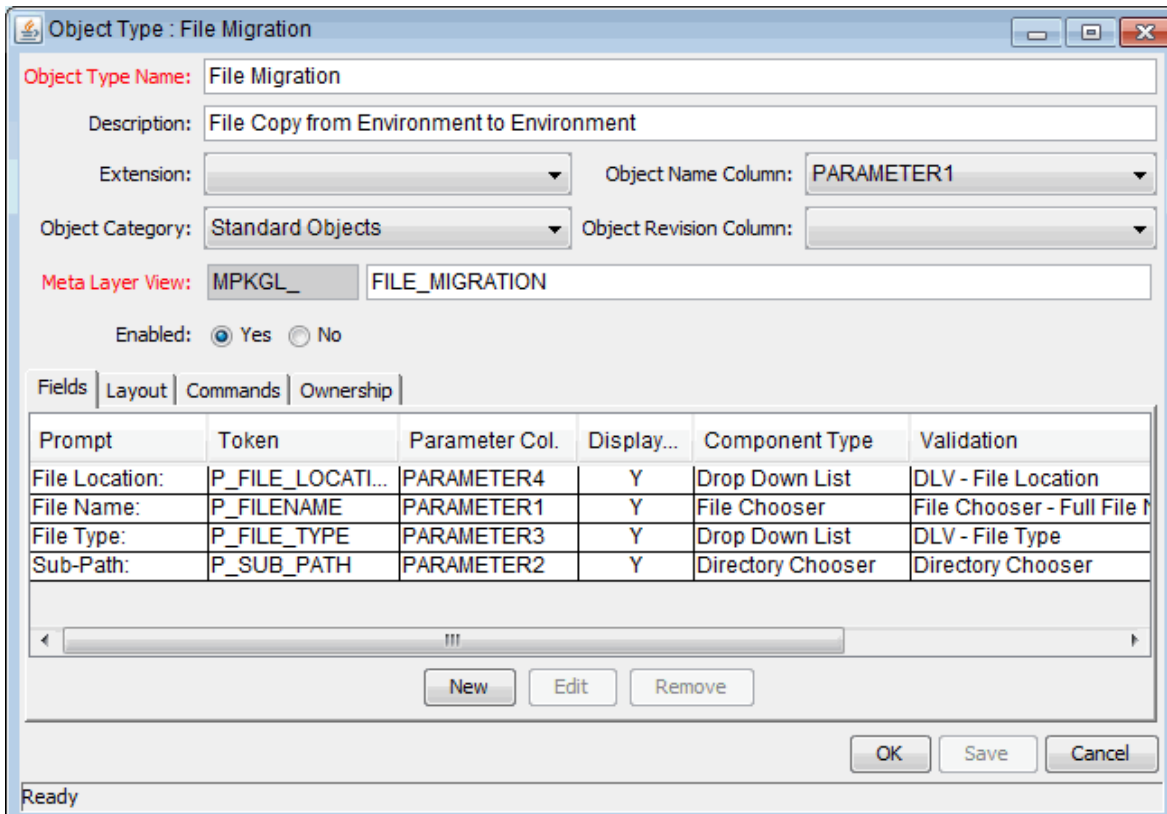 Object Type : File Migration
Object Type Name: File Migration
Description: File Copy from Environment to Environment
Extension: Object Name Column: PARAMETER1
Object Category: Standard Objects Object Revision Column:
Meta Layer View: MPKGL_ FILE_MIGRATION
Enabled: Yes No
Fields Layout Commands Ownership
Prompt Token Parameter Col. Display... Component Type Validation
File Location: P_FILE_LOCATI... PARAMETER4 Y Drop Down List DLV - File Location
File Name: P_FILENAME PARAMETER1 Y File Chooser File Chooser - Full File
File Type: P_FILE_TYPE PARAMETER3 Y Drop Down List DLV - File Type
Sub-Path: P_SUB_PATH PARAMETER2 Y Directory Chooser Directory Chooser
New Edit Remove
OK Save Cancel
Ready